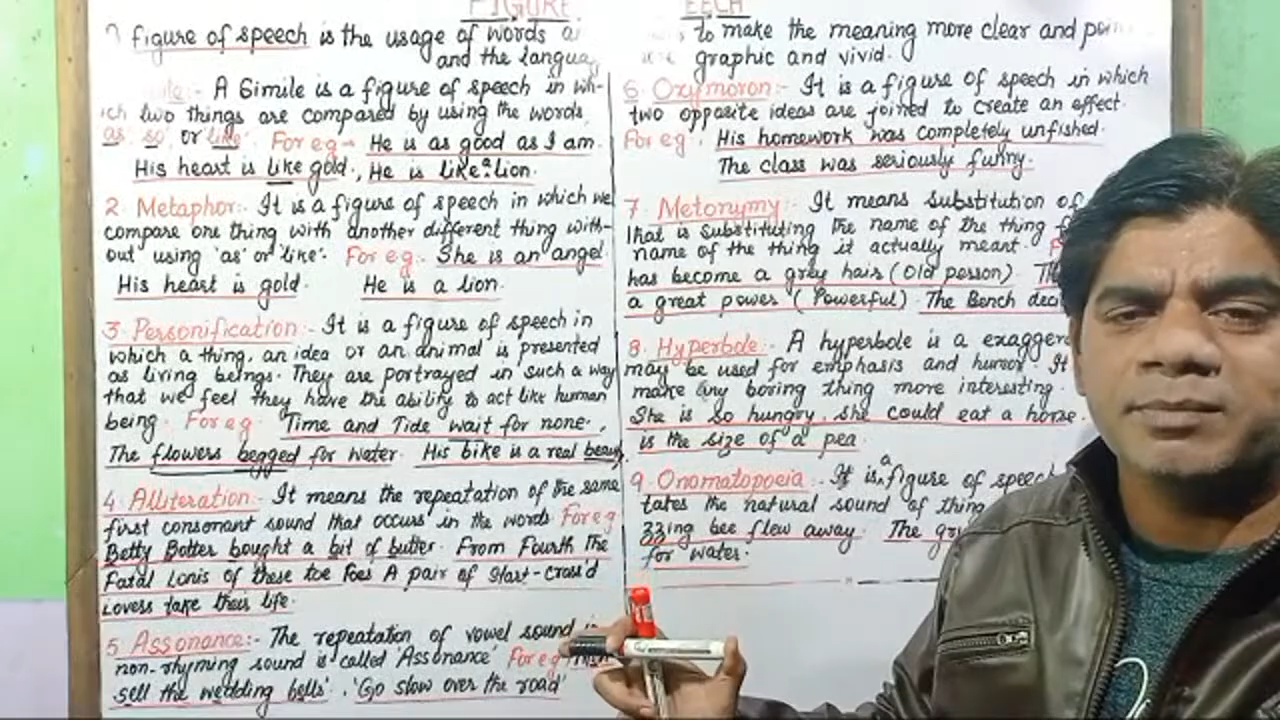 FIGURE EECH
figure of speech is the usage of words
to make the meaning more clear and
and the langua
graphic and vivid.
A Simile is a figure of speech in wh-
ich two things are compared by using the words
as, so, or like. For eg → He is as good as I am.
His heart is like gold., He is like a lion.
2. Metaphor:- It is a figure of speech in which we
compare one thing with another different thing with-
out using 'as' or 'like'. For eg. She is an angel.
His heart is gold. He is a lion.
3. Personification:- It is a figure of speech in
which a thing, an idea or an animal is presented
as living beings. They are portrayed in such a way
that we feel they have the ability to act like human
being. For eg. Time and Tide wait for none.,
The flowers begged for water. His bike is a real beauty.
4. Alliteration:- It means the repeatation of the same
first consonant sound that occurs in the words For eg
Betty Botter bought a bit of butter. From Fourth The
Fatal Lonis of these toe Foes A pair of Start-cross'd
Lovess take their life.
5 Assonance:- The repeatation of vowel sound
non-rhyming sound is called 'Assonance' For eg
sell the wedding bells'. 'Go slow over the road'
6. Oxymoron:- It is a figure of speech in which
two opposite ideas are joined to create an effect.
For eg. His homework was completely unfished.
The class was seriously funny.
7. Metonymy:- It means substitution of
that is substituting the name of the thing
name of the thing it actually meant.
has become a grey hairs (Old person).
a great power (Powerful). The Bench
8. Hyperbole:- A hyperbole is a
may be used for emphasis and humor. It
make any boring thing more interesting.
She is so hungry, she could eat a horse.
is the size of a pea.
9. Onomatopoeia:- It is a figure of speech
tates the natural sound of thing
zzing bee flew away. The
for water.